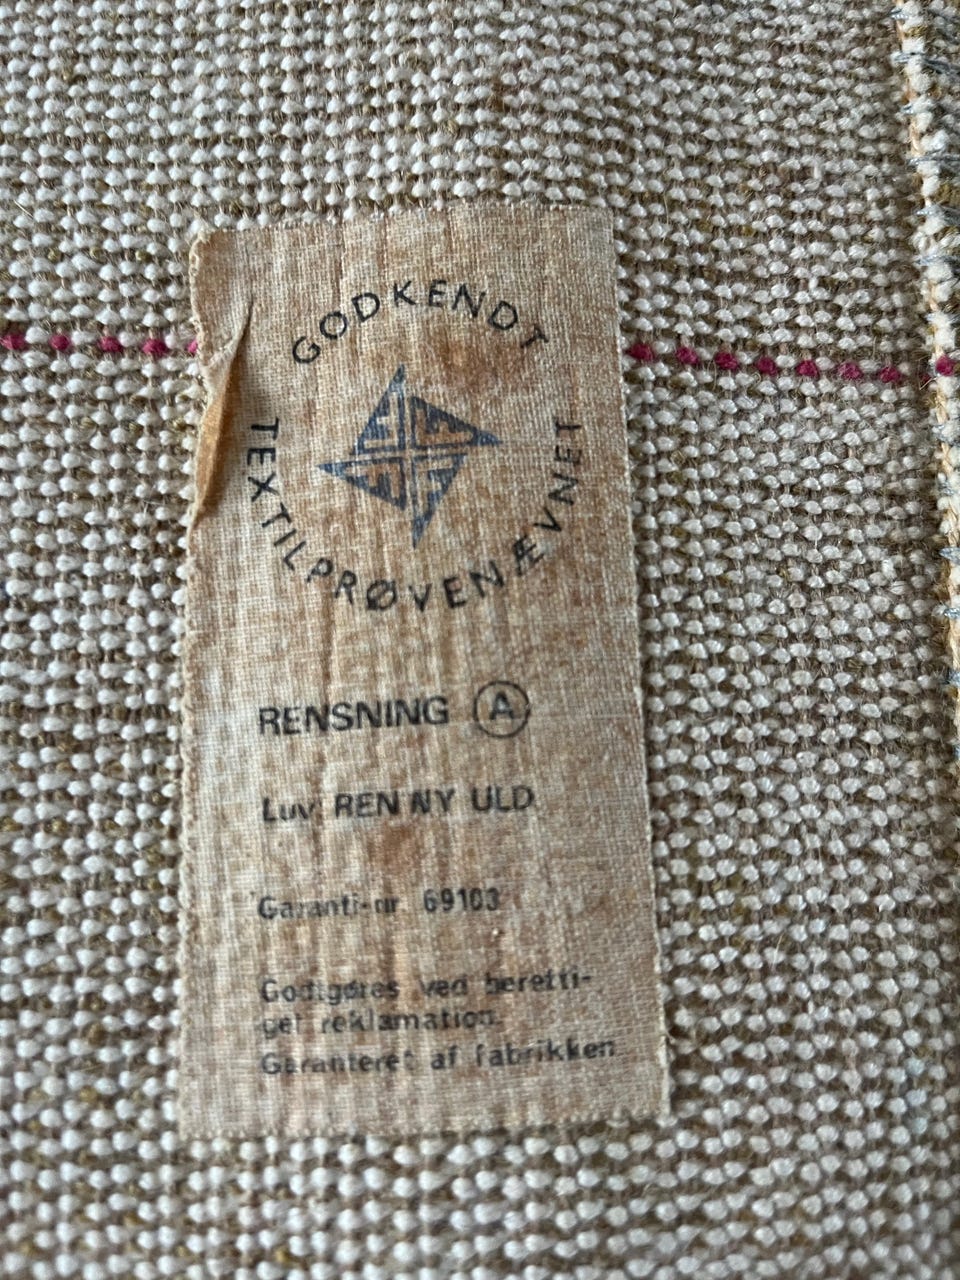 GODKENDT
TEXTILPRØVENÆVNET
RENSNING A
Luv REN NY ULD
Garanti-nr 69103
Godtgøres ved beretti-
get reklamation.
Garanteret af fabrikken